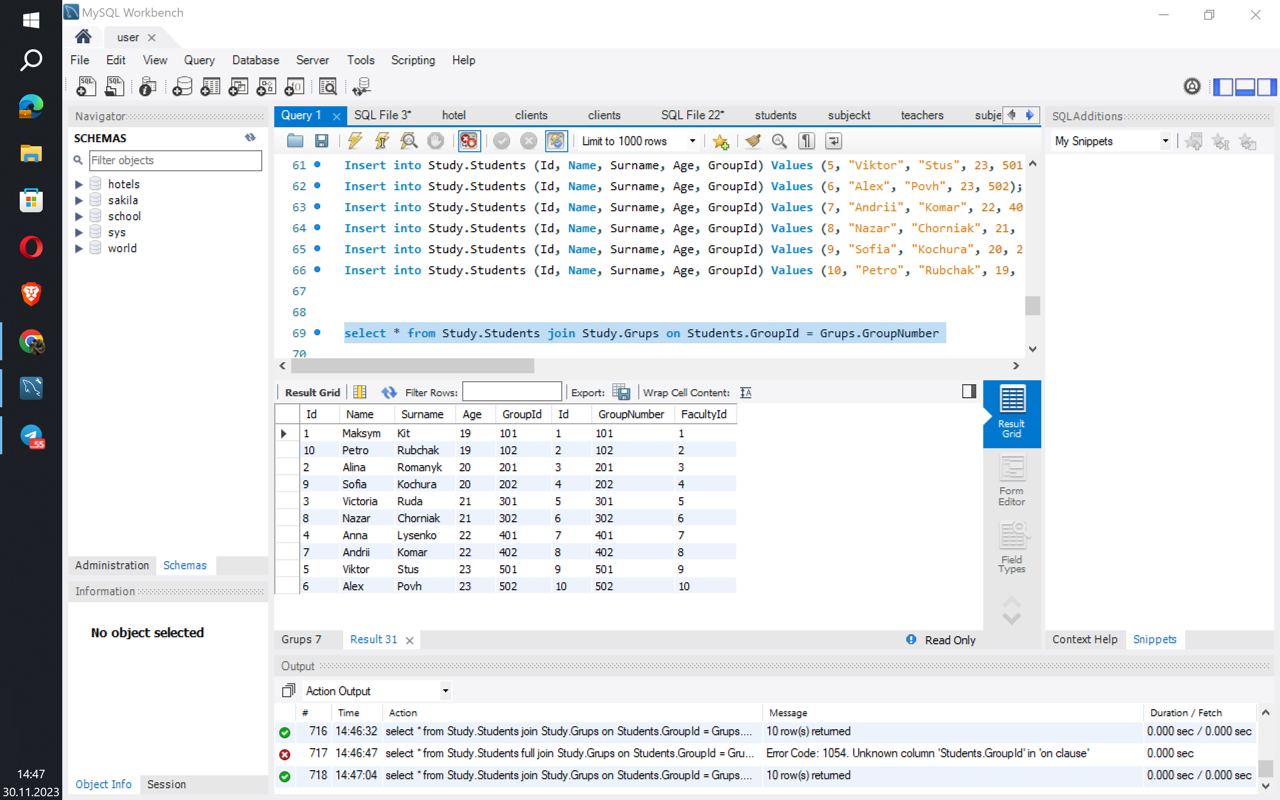 MySQL Workbench
user
File Edit View Query Database Server Tools Scripting Help
Navigator
SCHEMAS
Filter objects
hotels
sakila
school
sys
world
Administration Schemas
Information
No object selected
Object Info Session
Query 1 SQL File 3* hotel clients clients SQL File 22* students subjeckt teachers subje
Limit to 1000 rows
61 Insert into Study.Students (Id, Name, Surname, Age, GroupId) Values (5, "Viktor", "Stus", 23, 501
62 Insert into Study.Students (Id, Name, Surname, Age, GroupId) Values (6, "Alex", "Povh", 23, 502);
63 Insert into Study.Students (Id, Name, Surname, Age, GroupId) Values (7, "Andrii", "Komar", 22, 40
64 Insert into Study.Students (Id, Name, Surname, Age, GroupId) Values (8, "Nazar", "Chorniak", 21,
65 Insert into Study.Students (Id, Name, Surname, Age, GroupId) Values (9, "Sofia", "Kochura", 20, 2
66 Insert into Study.Students (Id, Name, Surname, Age, GroupId) Values (10, "Petro", "Rubchak", 19,
67
68
69 select * from Study.Students join Study.Grups on Students.GroupId = Grups.GroupNumber
70
Result Grid Filter Rows: Export: Wrap Cell Content:
Id Name Surname Age GroupId Id GroupNumber FacultyId
1 Maksym Kit 19 101 1 101 1
10 Petro Rubchak 19 102 2 102 2
2 Alina Romanyk 20 201 3 201 3
9 Sofia Kochura 20 202 4 202 4
3 Victoria Ruda 21 301 5 301 5
8 Nazar Chorniak 21 302 6 302 6
4 Anna Lysenko 22 401 7 401 7
7 Andrii Komar 22 402 8 402 8
5 Viktor Stus 23 501 9 501 9
6 Alex Povh 23 502 10 502 10
Result
Grid
Form
Editor
Field
Types
Grups 7 Result 31 Read Only
SQLAdditions
My Snippets
Context Help Snippets
Output
Action Output
# Time Action Message Duration / Fetch
716 14:46:32 select * from Study.Students join Study.Grups on Students.GroupId = Grups.... 10 row(s) returned 0.000 sec / 0.000 sec
717 14:46:47 select * from Study.Students full join Study.Grups on Students.GroupId = Gru... Error Code: 1054. Unknown column 'Students.GroupId' in 'on clause' 0.000 sec
718 14:47:04 select * from Study.Students join Study.Grups on Students.GroupId = Grups.... 10 row(s) returned 0.000 sec / 0.000 sec
55
14:47
30.11.2023